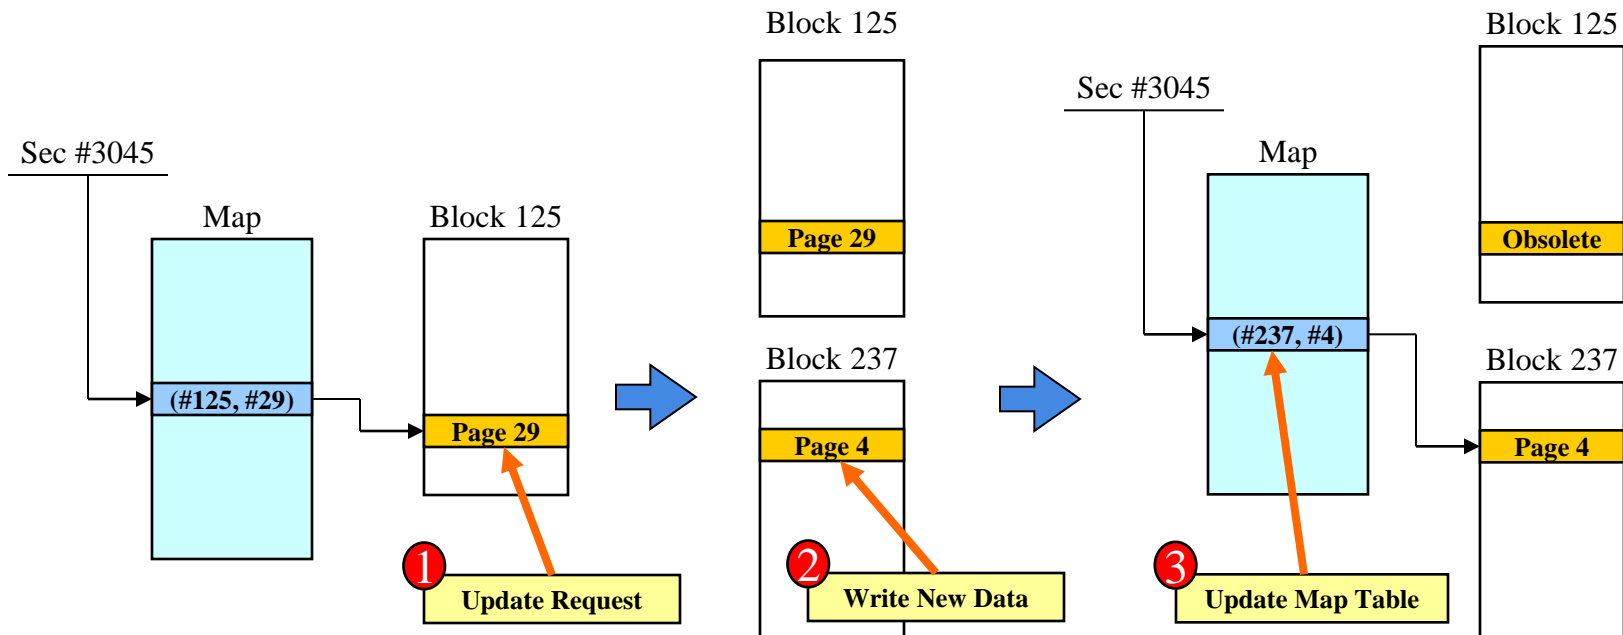 Sec #3045
Map
(#125, #29)
Block 125
Page 29
1
Update Request
Block 125
Page 29
Block 237
Page 4
2
Write New Data
Sec #3045
Map
(#237, #4)
3
Update Map Table
Block 125
Obsolete
Block 237
Page 4